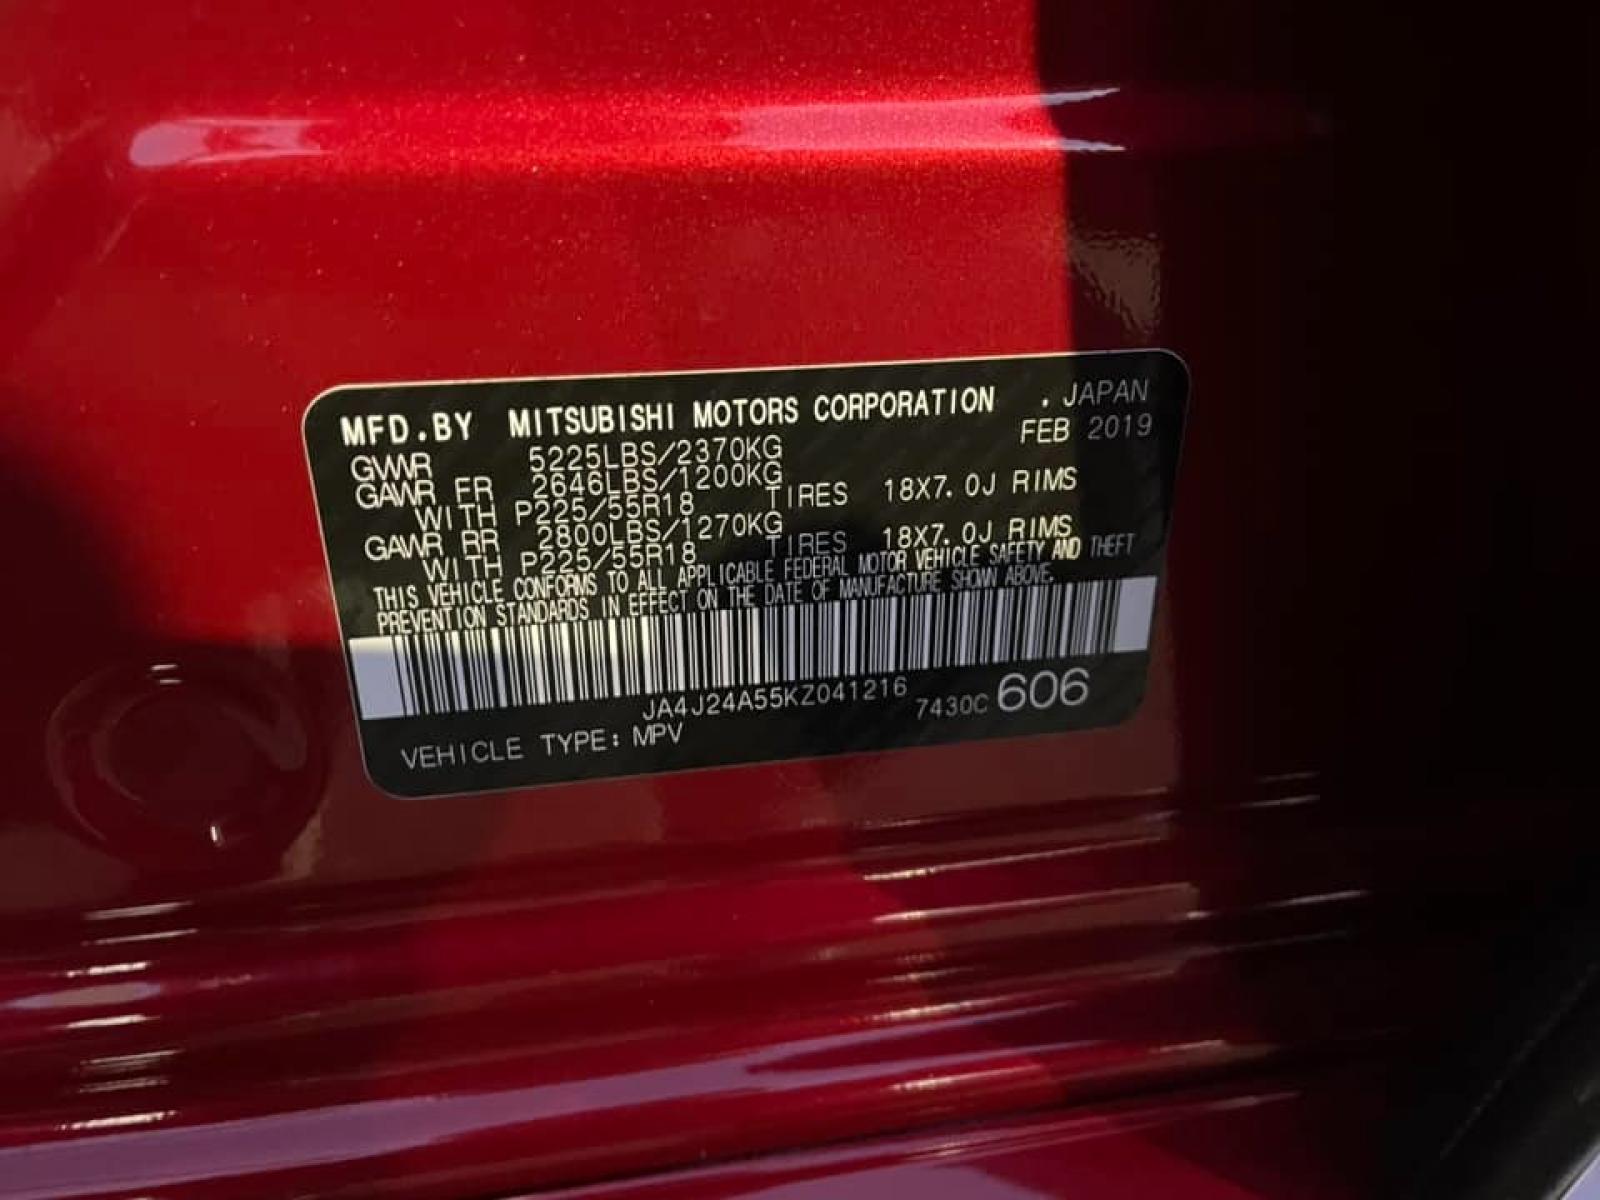 MFD.BY MITSUBISHI MOTORS CORPORATION . JAPAN
FEB 2019
GVWR 5225LBS/2370KG
GAWR FR 2646LBS/1200KG
WITH P225/55R18 TIRES 18X7.0J RIMS
GAWR RR 2800LBS/1270KG
WITH P225/55R18 TIRES 18X7.0J RIMS
THIS VEHICLE CONFORMS TO ALL APPLICABLE FEDERAL MOTOR VEHICLE SAFETY AND THEFT
PREVENTION STANDARDS IN EFFECT ON THE DATE OF MANUFACTURE SHOWN ABOVE.
JA4J24A55KZ041216 7430C 606
VEHICLE TYPE: MPV